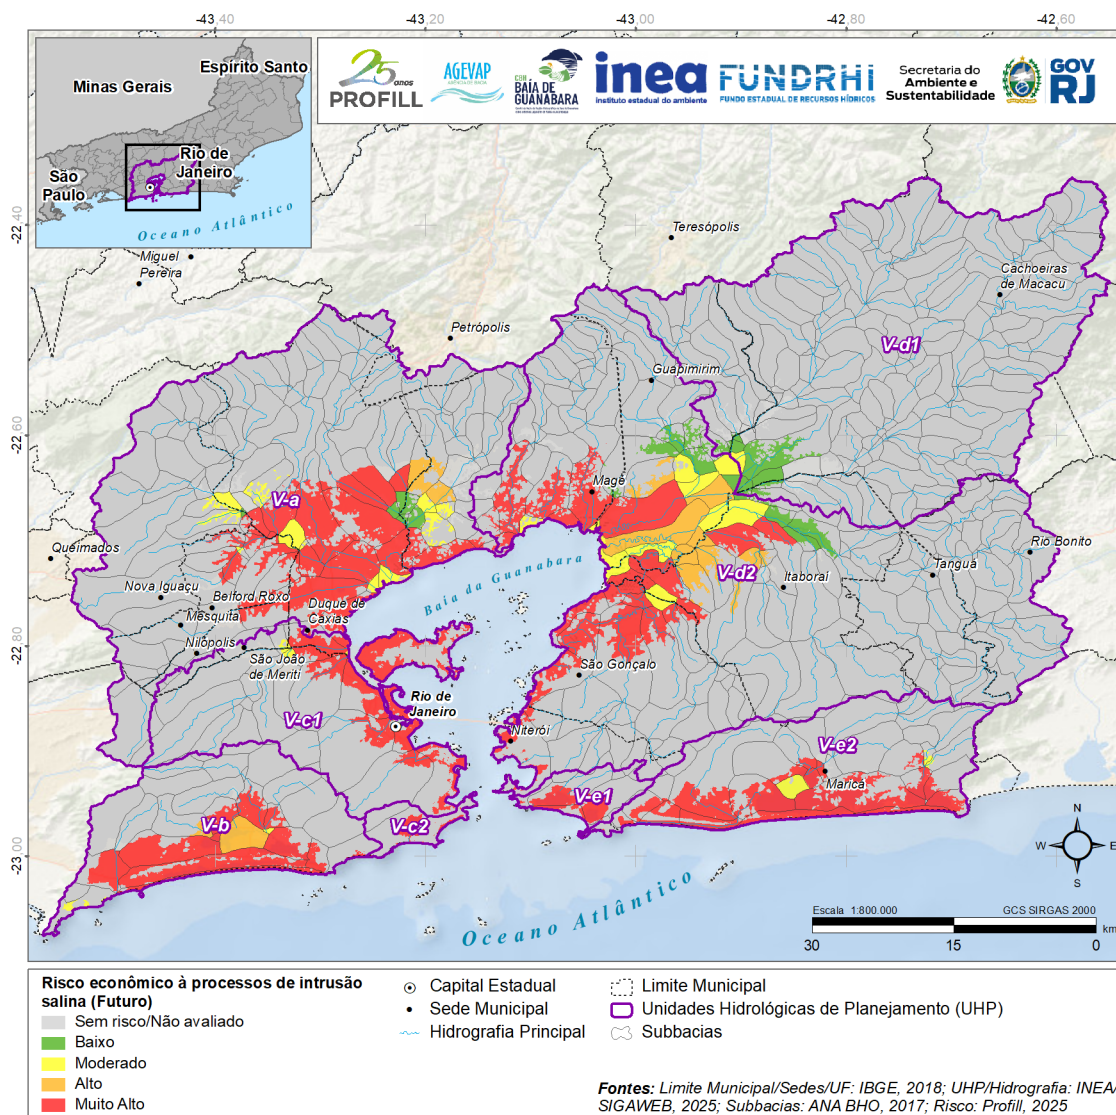 -43,40 -43,20 -43,00 -42,80 -42,60
Minas Gerais
Espírito Santo
Rio de
Janeiro
São
Paulo
Oceano Atlântico
25 anos
PROFILL
AGEVAP
CBH
BAÍA DE
GUANABARA
inea
instituto estadual do ambiente
FUNDRHI
FUNDO ESTADUAL DE RECURSOS HÍDRICOS
Secretaria do
Ambiente e
Sustentabilidade
GOV
RJ
-22,40
-22,60
-22,80
-23,00
Miguel
Pereira
Teresópolis
Cachoeiras
de Macacu
Petrópolis
V-d1
Guapimirim
Magé
V-a
Queimados
Rio Bonito
Baía da Guanabara
V-d2
Itaboraí
Tanguá
Nova Iguaçu
Belford Roxo
Duque de
Caxias
Mesquita
Nilópolis
São João
de Meriti
São Gonçalo
Rio de
Janeiro
V-c1
Niterói
V-e2
Maricá
V-e1
V-b
V-c2
N
W
E
S
Oceano Atlântico
Escala 1:800.000
GCS SIRGAS 2000
km
30 15 0
Risco econômico à processos de intrusão
salina (Futuro)
Sem risco/Não avaliado
Baixo
Moderado
Alto
Muito Alto
Capital Estadual
Sede Municipal
Hidrografia Principal
Limite Municipal
Unidades Hidrológicas de Planejamento (UHP)
Subbacias
Fontes: Limite Municipal/Sedes/UF: IBGE, 2018; UHP/Hidrografia: INEA/
SIGAWEB, 2025; Subbacias: ANA BHO, 2017; Risco: Profill, 2025